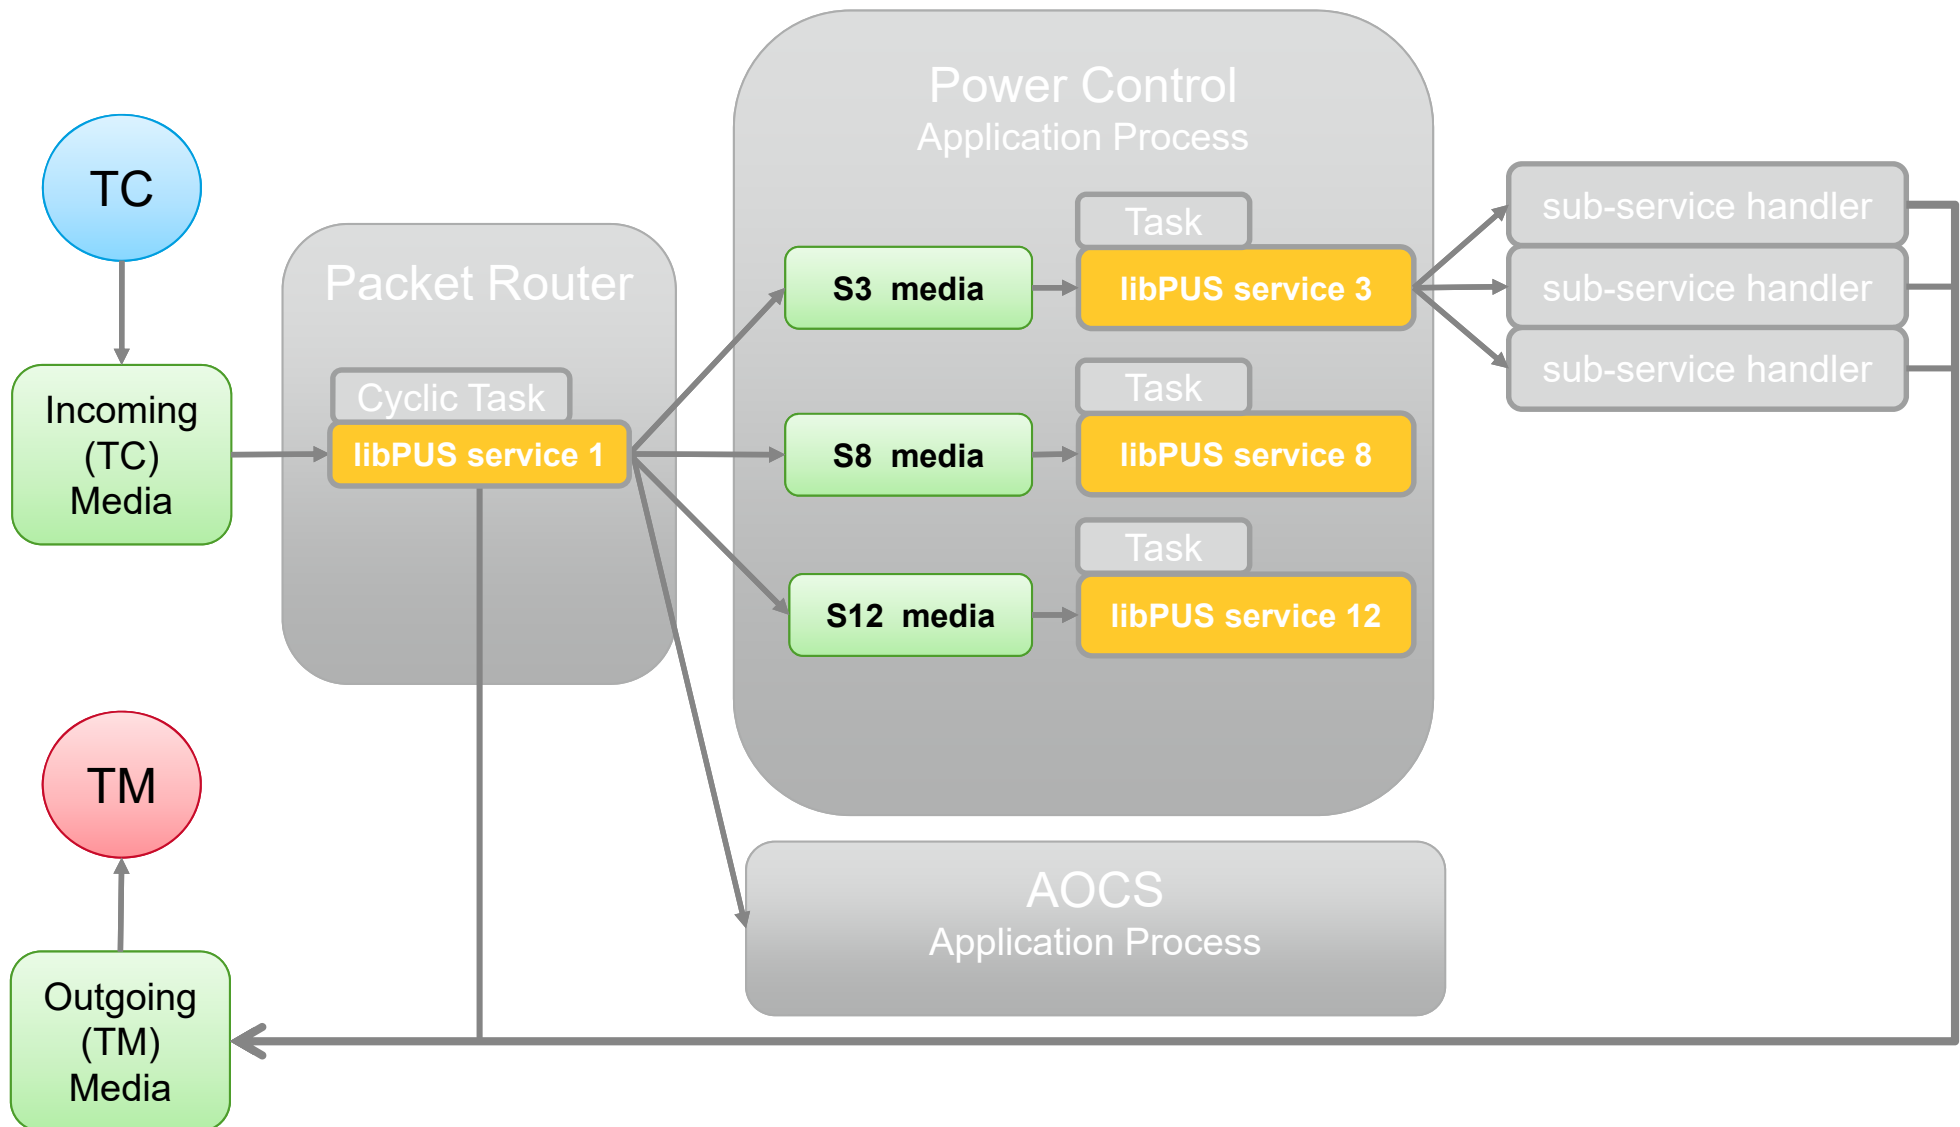 TC
Incoming
(TC)
Media
Packet Router
Cyclic Task
libPUS service 1
Power Control
Application Process
S3 media
Task
libPUS service 3
S8 media
Task
libPUS service 8
S12 media
Task
libPUS service 12
sub-service handler
sub-service handler
sub-service handler
AOCS
Application Process
TM
Outgoing
(TM)
Media